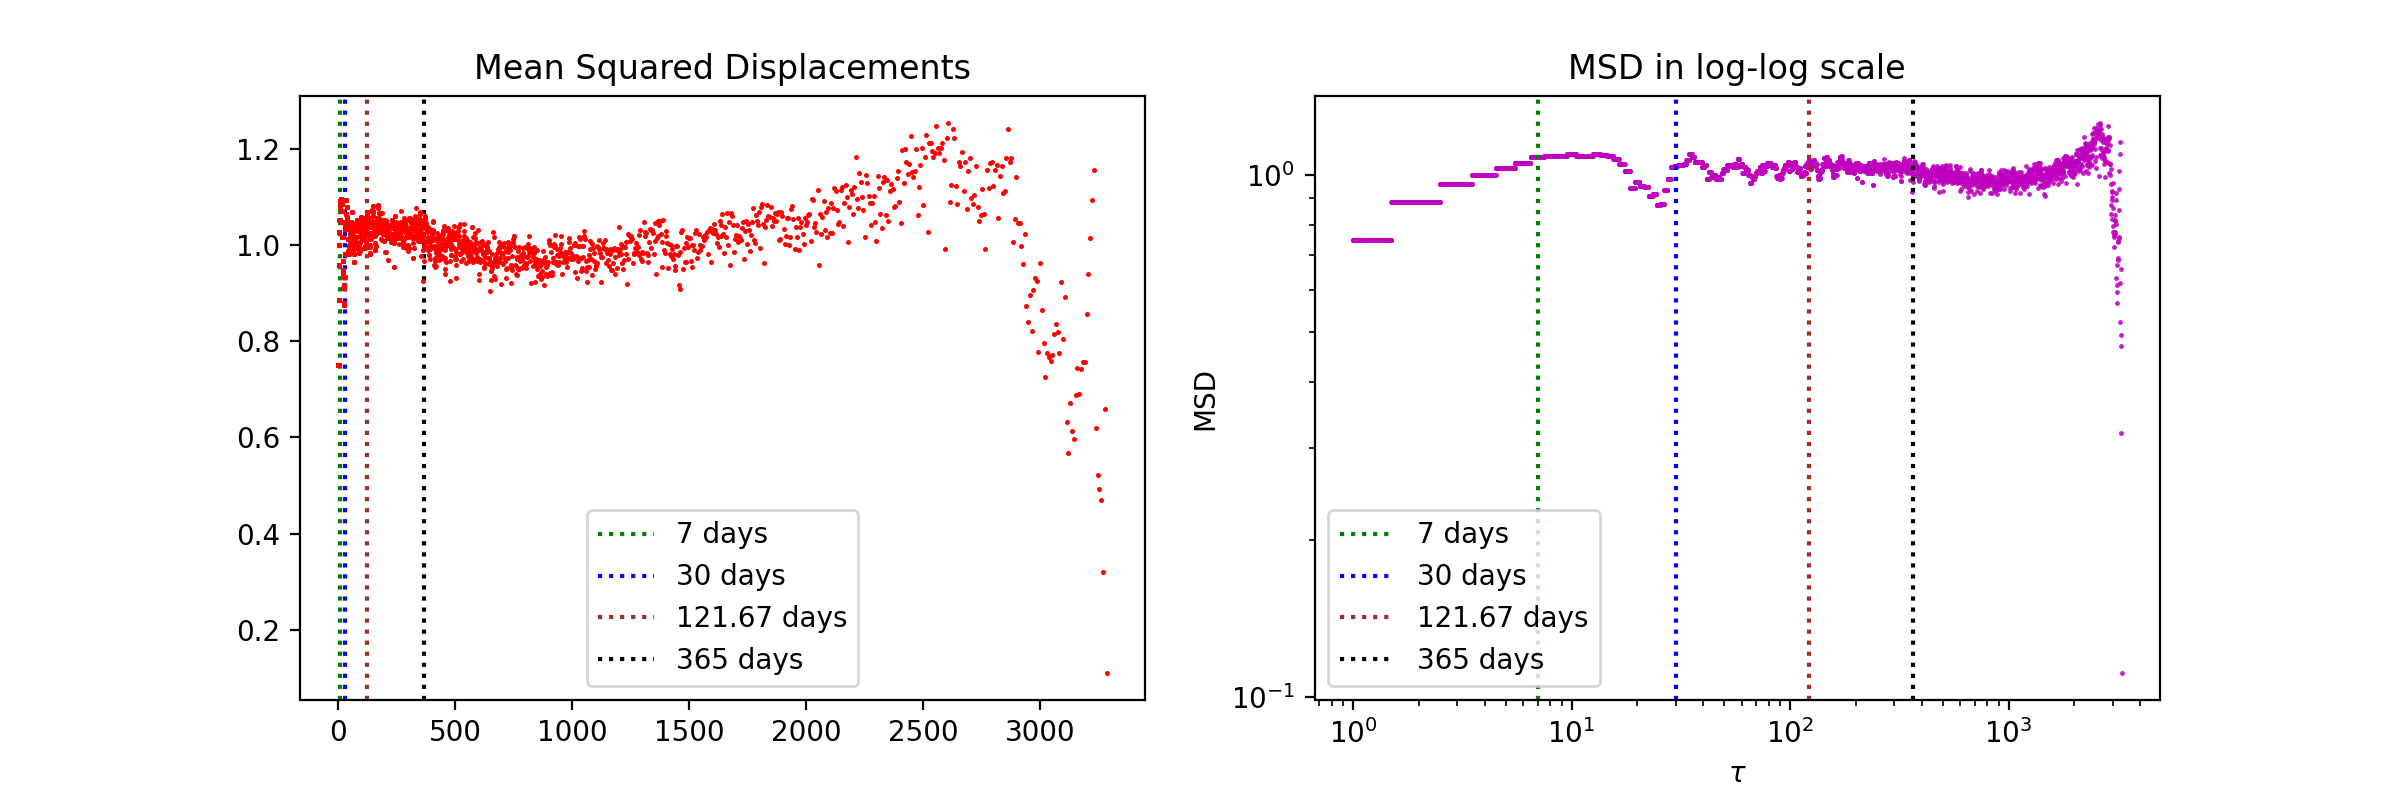 Mean Squared Displacements
1.2
1.0
0.8
0.6
0.4
0.2
0 500 1000 1500 2000 2500 3000
7 days
30 days
121.67 days
365 days
MSD in log-log scale
MSD
10⁰
10⁻¹
10⁰ 10¹ 10² 10³
τ
7 days
30 days
121.67 days
365 days